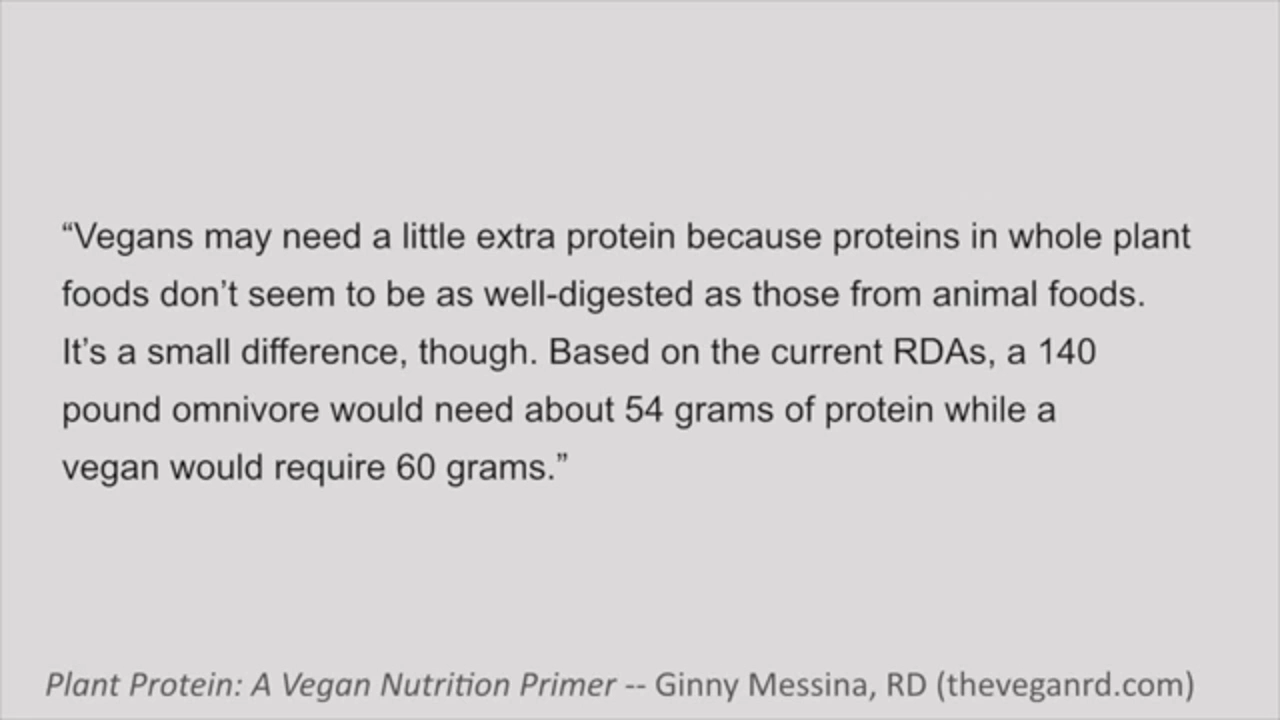 “Vegans may need a little extra protein because proteins in whole plant
foods don’t seem to be as well-digested as those from animal foods.
It’s a small difference, though. Based on the current RDAs, a 140
pound omnivore would need about 54 grams of protein while a
vegan would require 60 grams.”
Plant Protein: A Vegan Nutrition Primer -- Ginny Messina, RD (theveganrd.com)